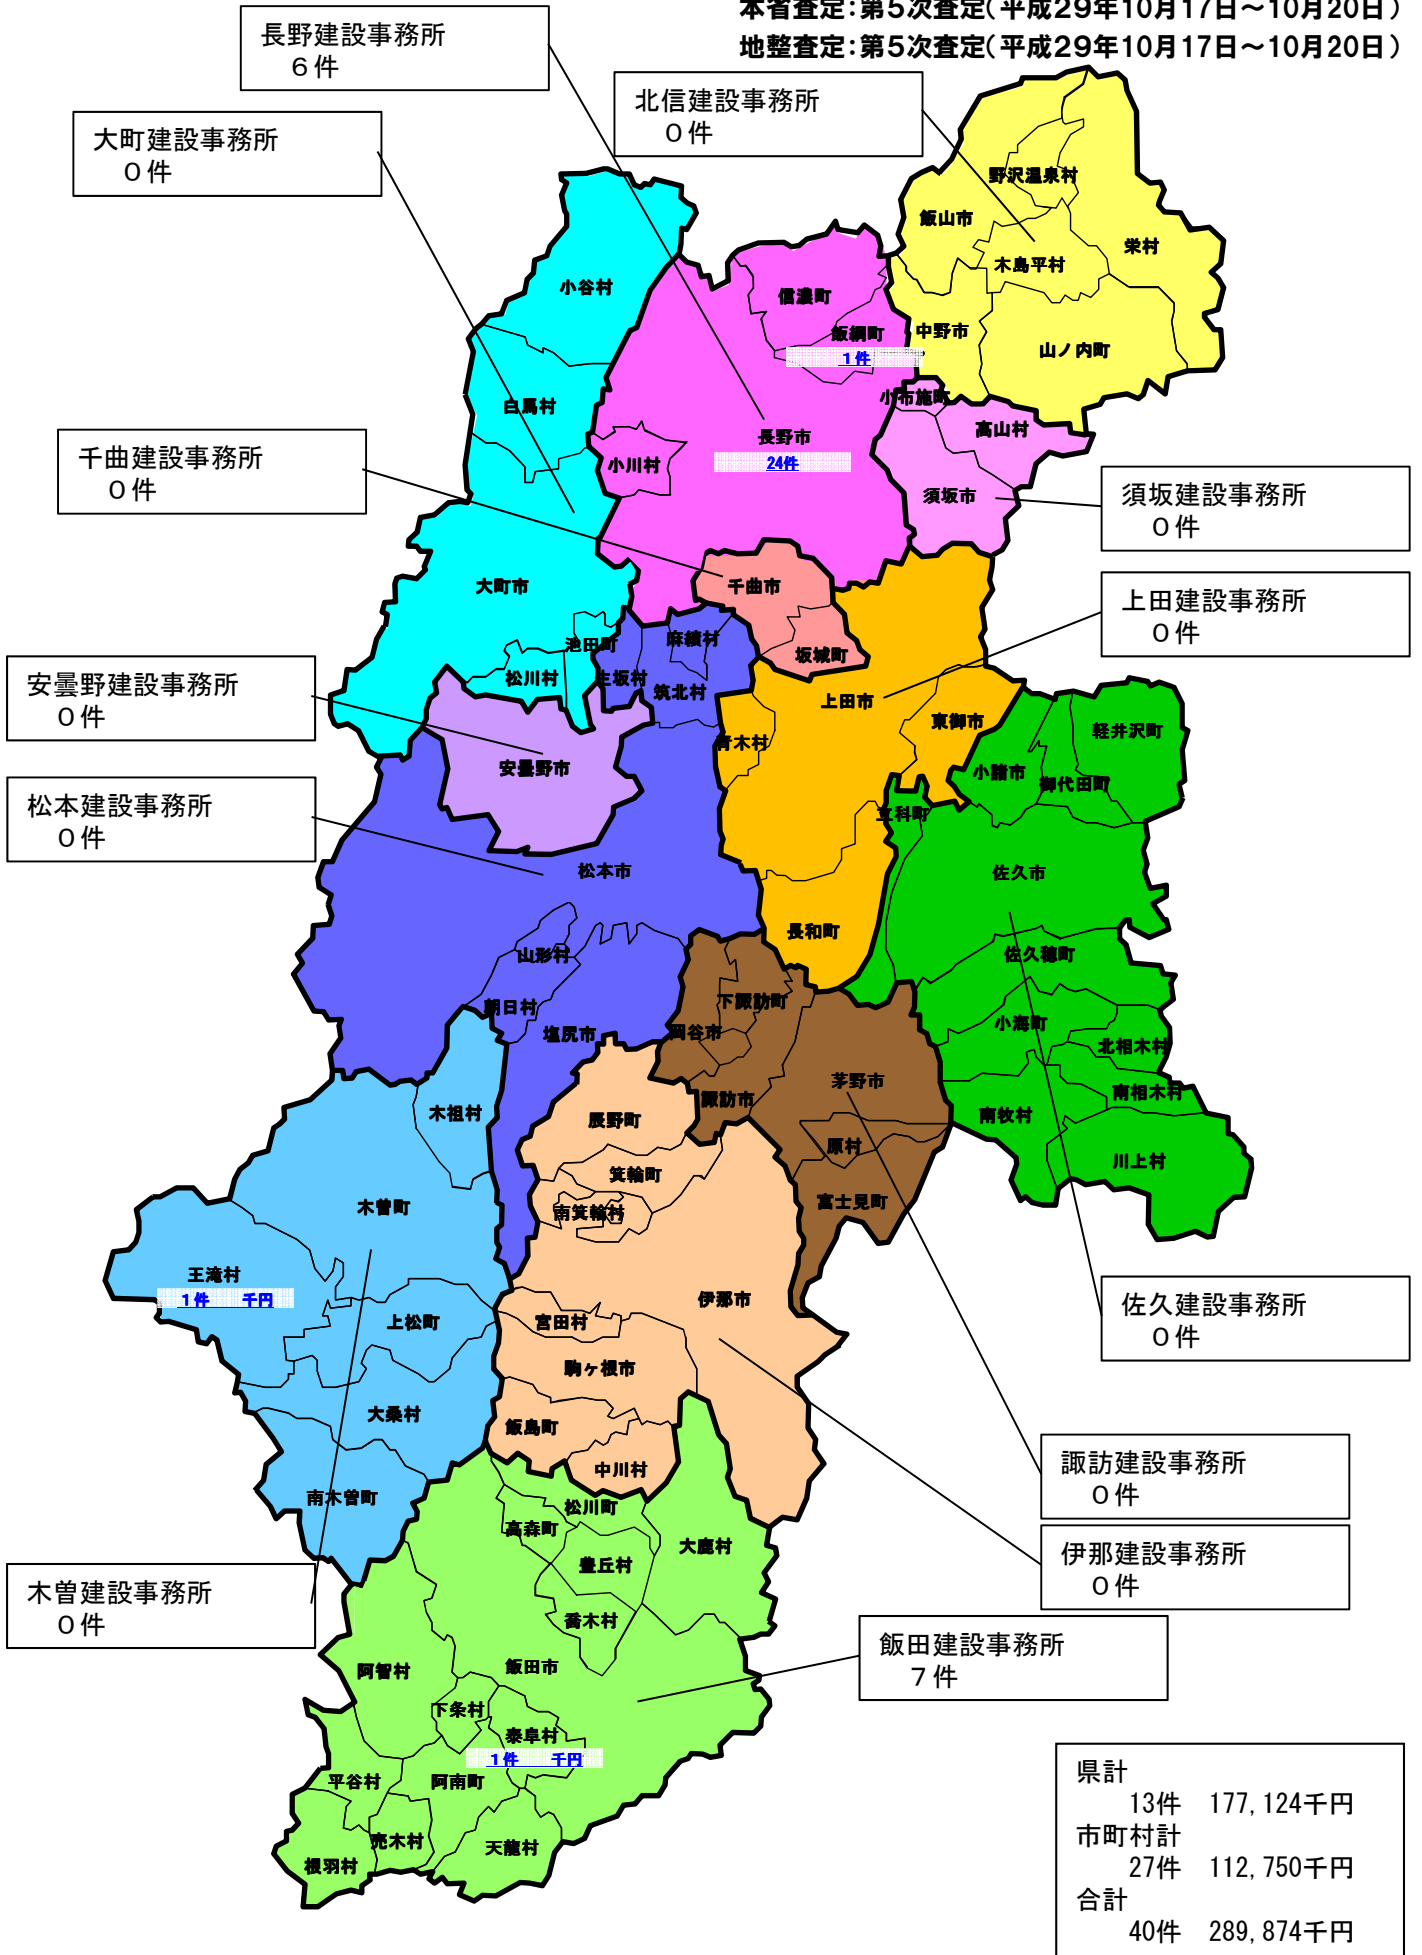 本省査定：第５次査定（平成２９年１０月１７日～１０月２０日）
地整査定：第５次査定（平成２９年１０月１７日～１０月２０日）
長野建設事務所
６件
北信建設事務所
０件
大町建設事務所
０件
野沢温泉村
飯山市
栄村
木島平村
小谷村
信濃町
飯綱町
１件
中野市
山ノ内町
白馬村
小布施町
高山村
長野市
24件
小川村
千曲建設事務所
０件
須坂市
須坂建設事務所
０件
大町市
千曲市
上田建設事務所
０件
池田町
麻績村
坂城町
松川村
生坂村
筑北村
安曇野建設事務所
０件
上田市
東御市
軽井沢町
青木村
安曇野市
小諸市
御代田町
松本建設事務所
０件
立科町
松本市
佐久市
長和町
山形村
佐久穂町
朝日村
下諏訪町
小海町
塩尻市
岡谷市
北相木村
茅野市
諏訪市
南相木村
木祖村
辰野町
南牧村
原村
川上村
箕輪町
木曽町
南箕輪村
富士見町
王滝村
１件　　千円
伊那市
佐久建設事務所
０件
上松町
宮田村
駒ヶ根市
大桑村
飯島町
中川村
諏訪建設事務所
０件
南木曽町
松川町
高森町
大鹿村
豊丘村
伊那建設事務所
０件
木曽建設事務所
０件
喬木村
飯田建設事務所
７件
阿智村
飯田市
下条村
泰阜村
１件　　千円
平谷村
阿南町
売木村
天龍村
根羽村
県計
13件　177,124千円
市町村計
27件　112,750千円
合計
40件　289,874千円